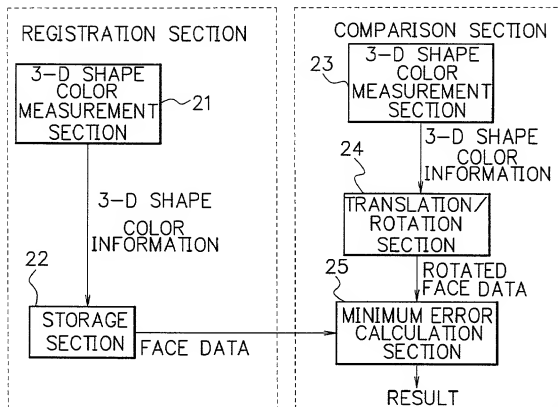 REGISTRATION SECTION
3-D SHAPE
COLOR
MEASUREMENT
SECTION
21
3-D SHAPE
COLOR
INFORMATION
22
STORAGE
SECTION
FACE DATA
COMPARISON SECTION
23
3-D SHAPE
COLOR
MEASUREMENT
SECTION
3-D SHAPE
COLOR
INFORMATION
24
TRANSLATION/
ROTATION
SECTION
ROTATED
FACE DATA
25
MINIMUM ERROR
CALCULATION
SECTION
RESULT